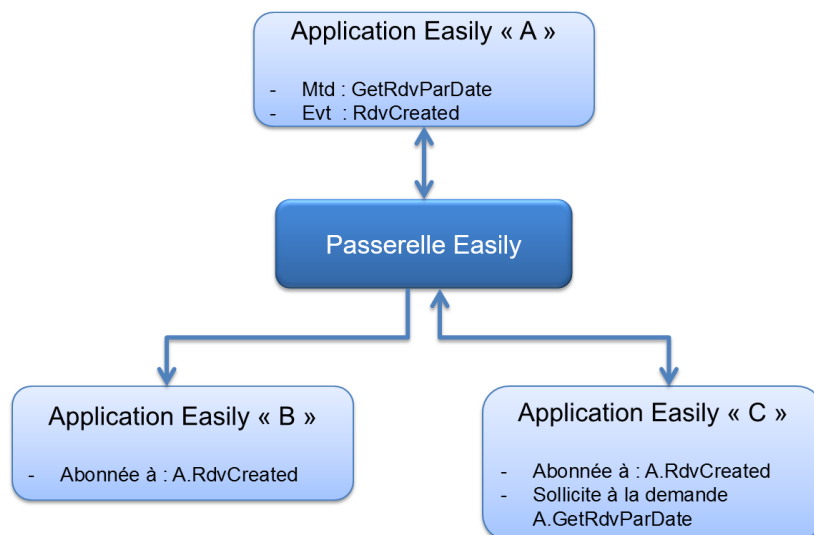 Application Easily « A »
- Mtd : GetRdvParDate
- Evt : RdvCreated
Passerelle Easily
Application Easily « B »
- Abonnée à : A.RdvCreated
Application Easily « C »
- Abonnée à : A.RdvCreated
- Sollicite à la demande
A.GetRdvParDate